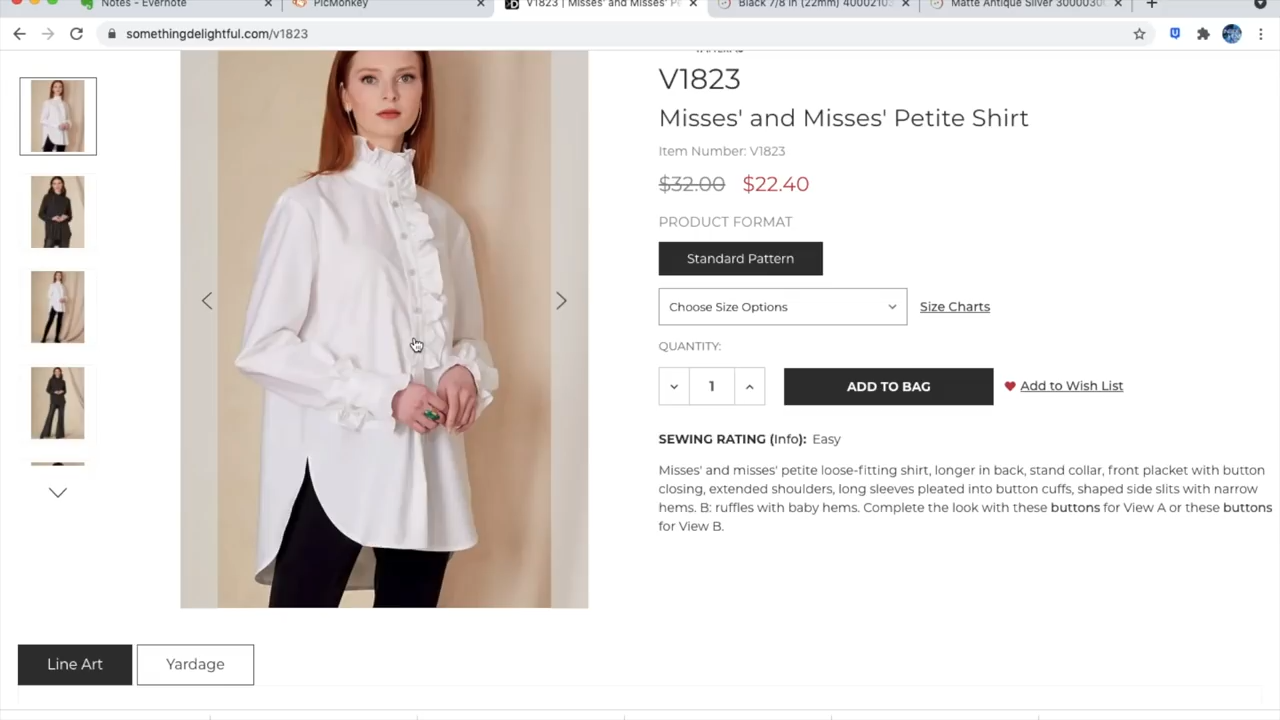 Notes - Evernote
PicMonkey
V1823 | Misses' and Misses' Pe
Black 7/8 in (22mm) 40002103
Matte Antique Silver 3000030
somethingdelightful.com/v1823
V1823
Misses' and Misses' Petite Shirt
Item Number: V1823
$32.00 $22.40
PRODUCT FORMAT
Standard Pattern
Choose Size Options
Size Charts
QUANTITY:
1
ADD TO BAG
Add to Wish List
SEWING RATING (Info): Easy
Misses' and misses' petite loose-fitting shirt, longer in back, stand collar, front placket with button
closing, extended shoulders, long sleeves pleated into button cuffs, shaped side slits with narrow
hems. B: ruffles with baby hems. Complete the look with these buttons for View A or these buttons
for View B.
Line Art
Yardage